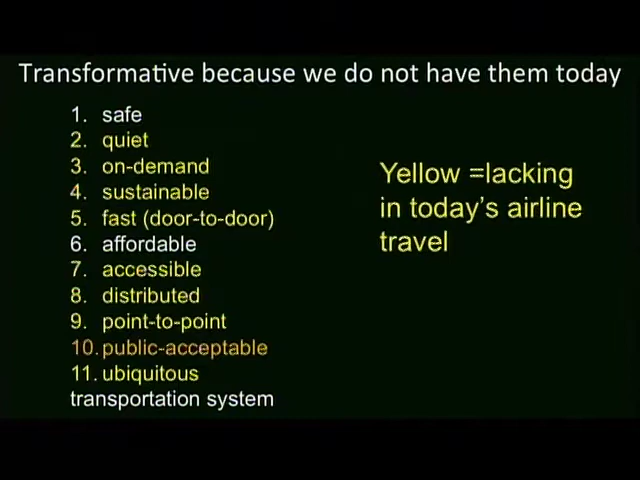 Transformative because we do not have them today
1. safe
2. quiet
3. on-demand
4. sustainable
5. fast (door-to-door)
6. affordable
7. accessible
8. distributed
9. point-to-point
10. public-acceptable
11. ubiquitous
transportation system
Yellow =lacking
in today's airline
travel